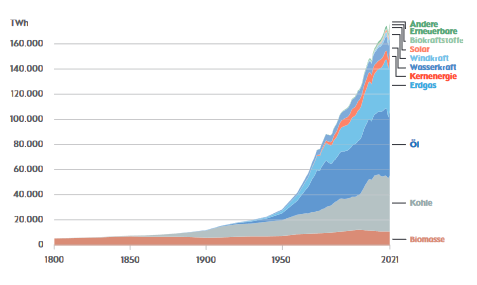 TWh
160.000
140.000
120.000
100.000
80.000
60.000
40.000
20.000
0
1800
1850
1900
1950
2021
Andere
Erneuerbare
Biokraftstoffe
Solar
Windkraft
Wasserkraft
Kernenergie
Erdgas
Öl
Kohle
Biomasse